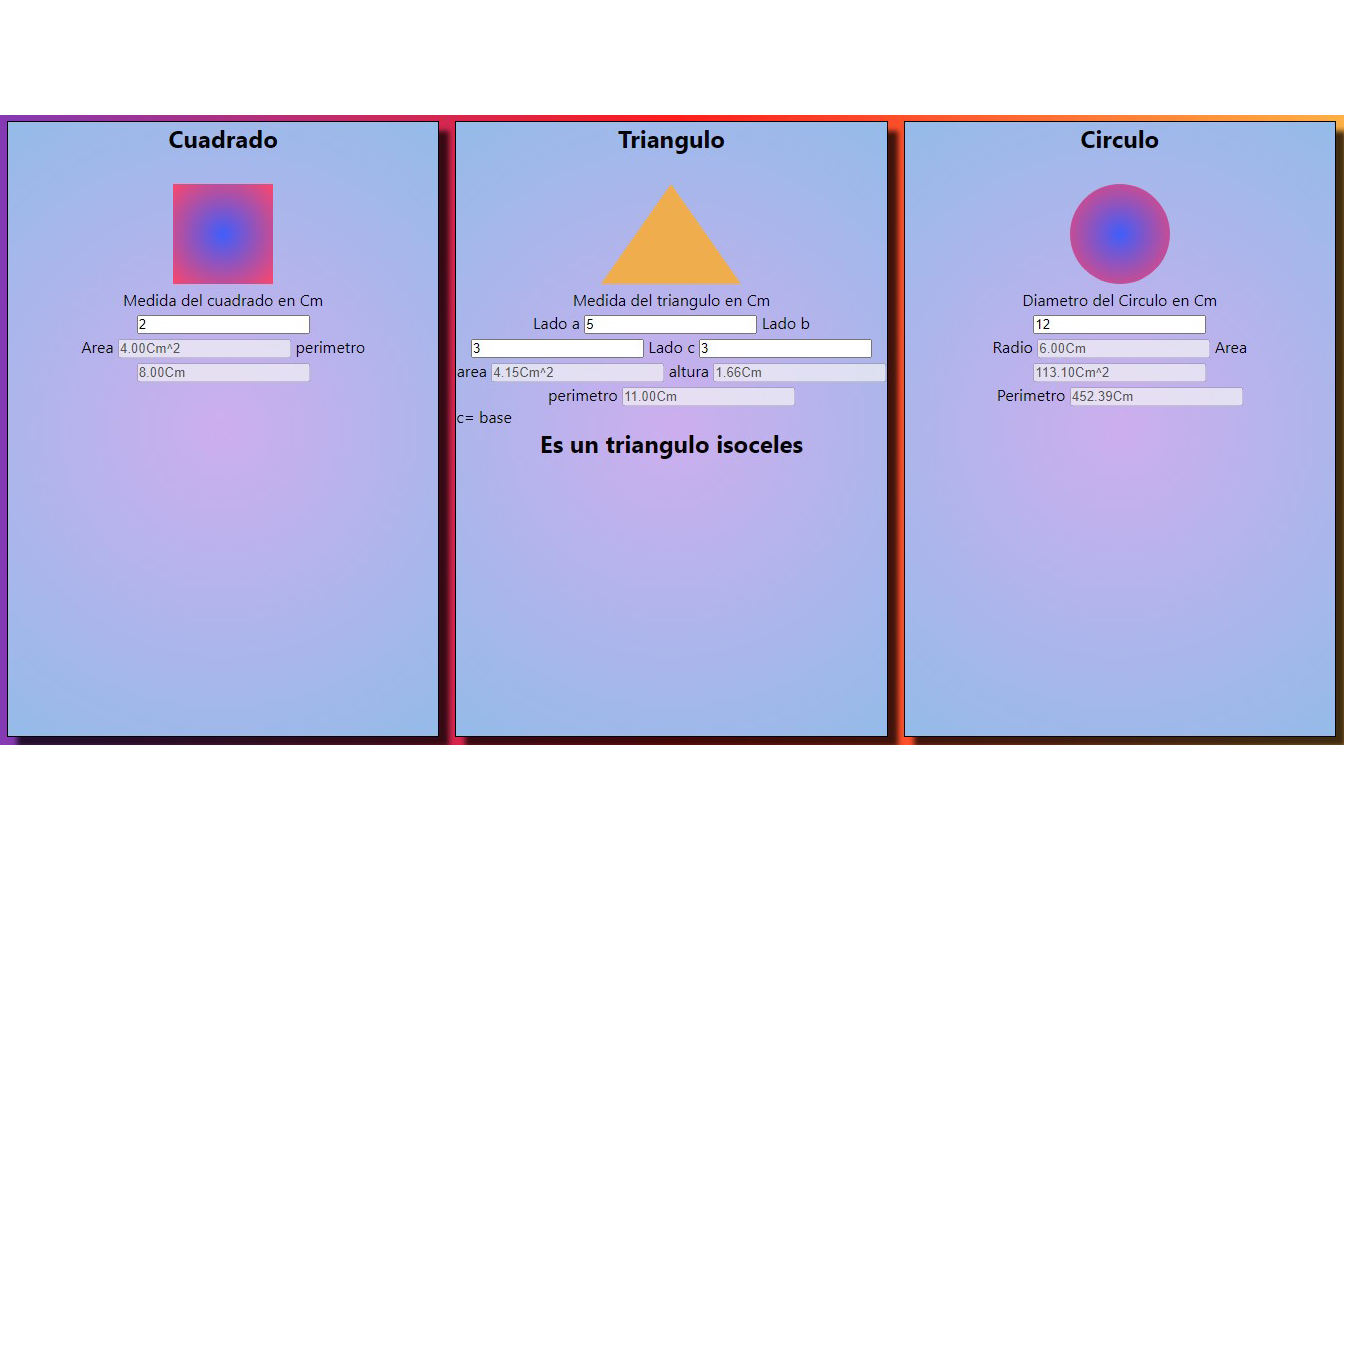 Cuadrado
Medida del cuadrado en Cm
2
Area 4.00Cm^2 perimetro
8.00Cm
Triangulo
Medida del triangulo en Cm
Lado a 5 Lado b
3 Lado c 3
area 4.15Cm^2 altura 1.66Cm
perimetro 11.00Cm
c= base
Es un triangulo isoceles
Circulo
Diametro del Circulo en Cm
12
Radio 6.00Cm Area
113.10Cm^2
Perimetro 452.39Cm